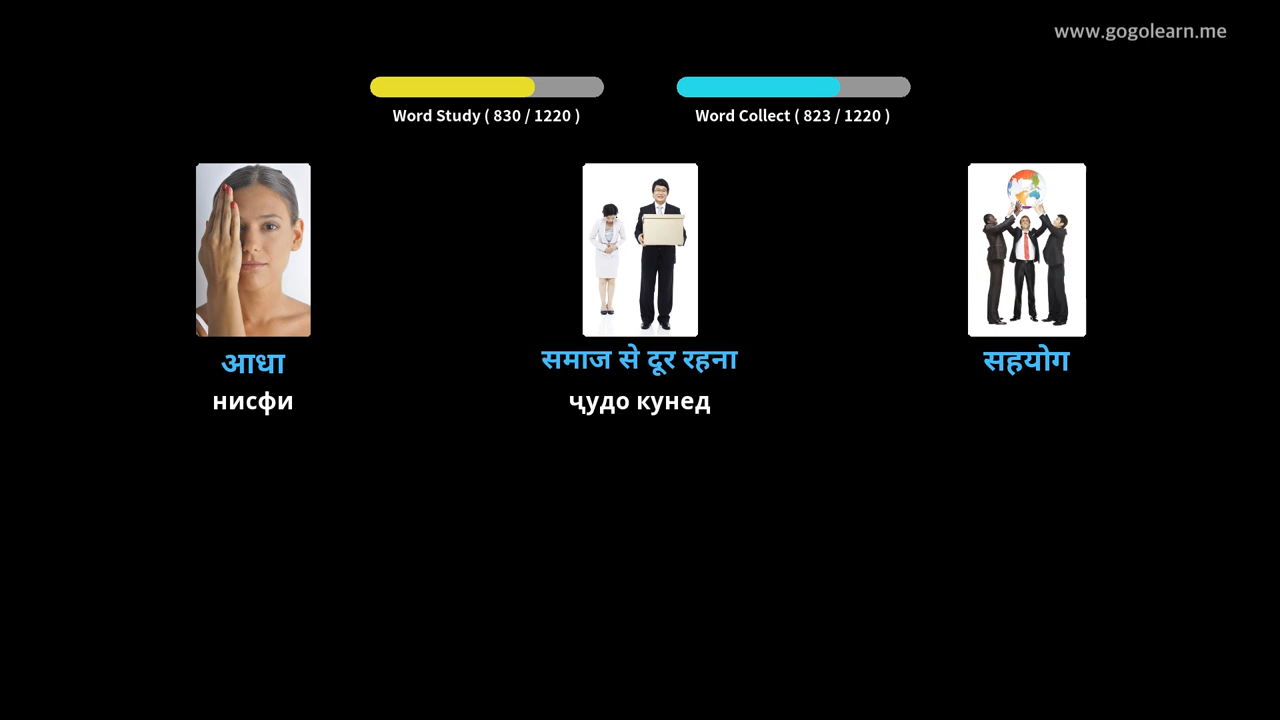 www.gogolearn.me
Word Study ( 830 / 1220 )
Word Collect ( 823 / 1220 )
आधा
समाज से दूर रहना
सहयोग
нисфи
ҷудо кунед